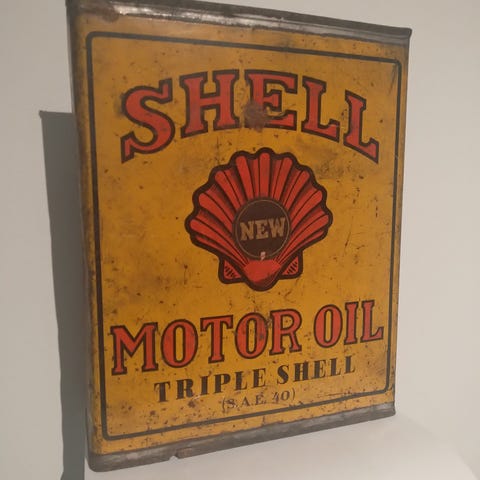 SHELL
NEW
MOTOR OIL
TRIPLE SHELL
(S.A.E. 40)